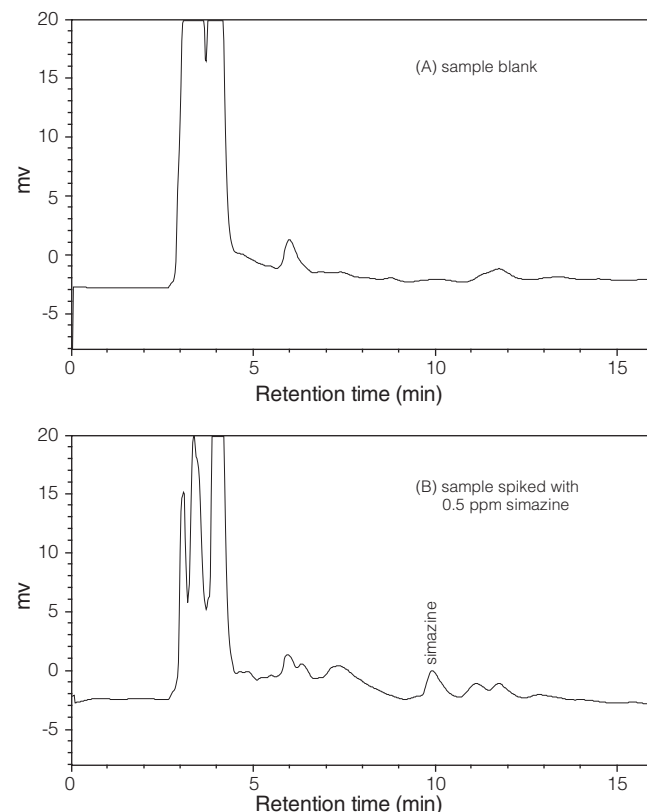 20
15
10
5
0
-5
mv
(A) sample blank
0 5 10 15
Retention time (min)
20
15
10
5
0
-5
mv
(B) sample spiked with
0.5 ppm simazine
simazine
0 5 10 15
Retention time (min)